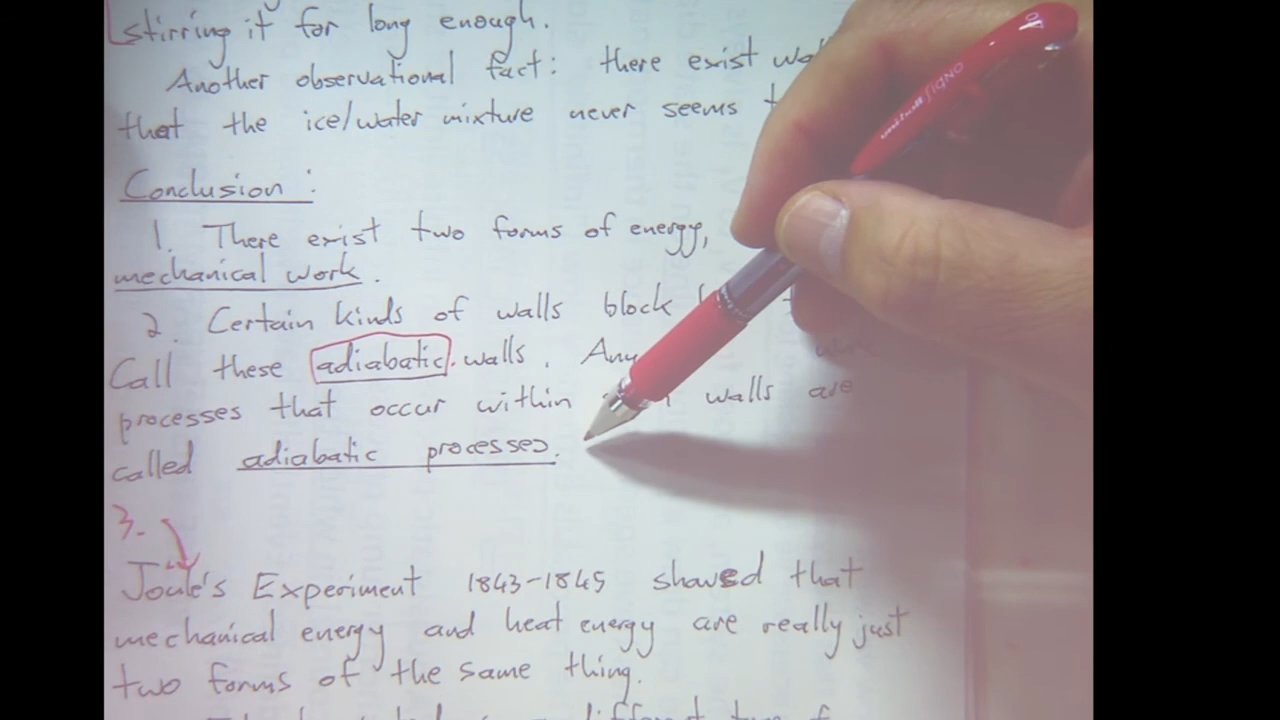 stirring it for long enough.
Another observational fact: there exist
that the ice/water mixture never seems
Conclusion:
1. There exist two forms of energy,
mechanical work.
2. Certain kinds of walls block
Call these adiabatic walls. Any
processes that occur within walls are
called adiabatic processes.
3.
Joule's Experiment 1843-1845 showed that
mechanical energy and heat energy are really just
two forms of the same thing.
uni-ball SIGNO